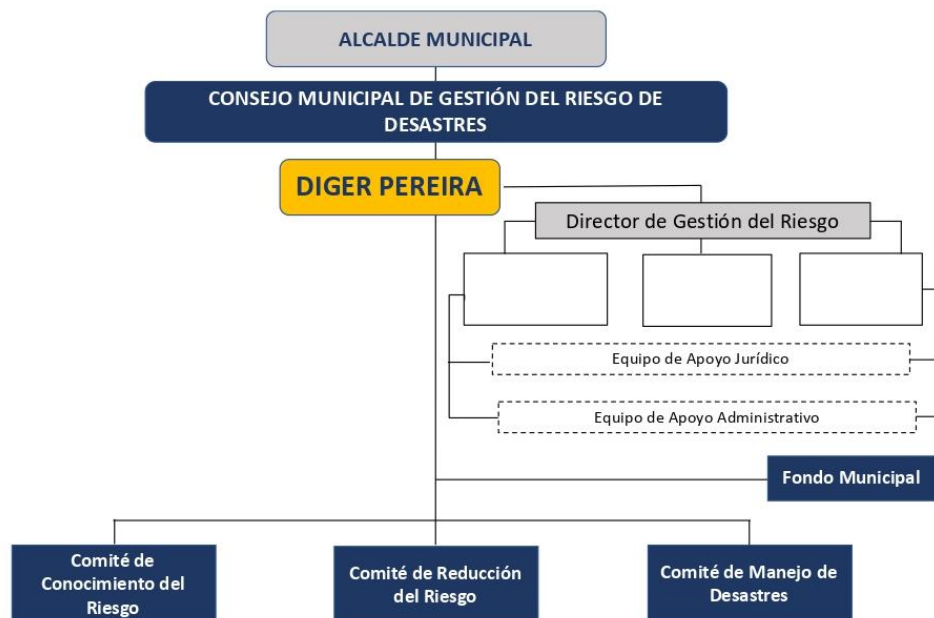 ALCALDE MUNICIPAL
CONSEJO MUNICIPAL DE GESTIÓN DEL RIESGO DE
DESASTRES
DIGER PEREIRA
Director de Gestión del Riesgo
Equipo de Apoyo Jurídico
Equipo de Apoyo Administrativo
Fondo Municipal
Comité de
Conocimiento del
Riesgo
Comité de Reducción
del Riesgo
Comité de Manejo de
Desastres